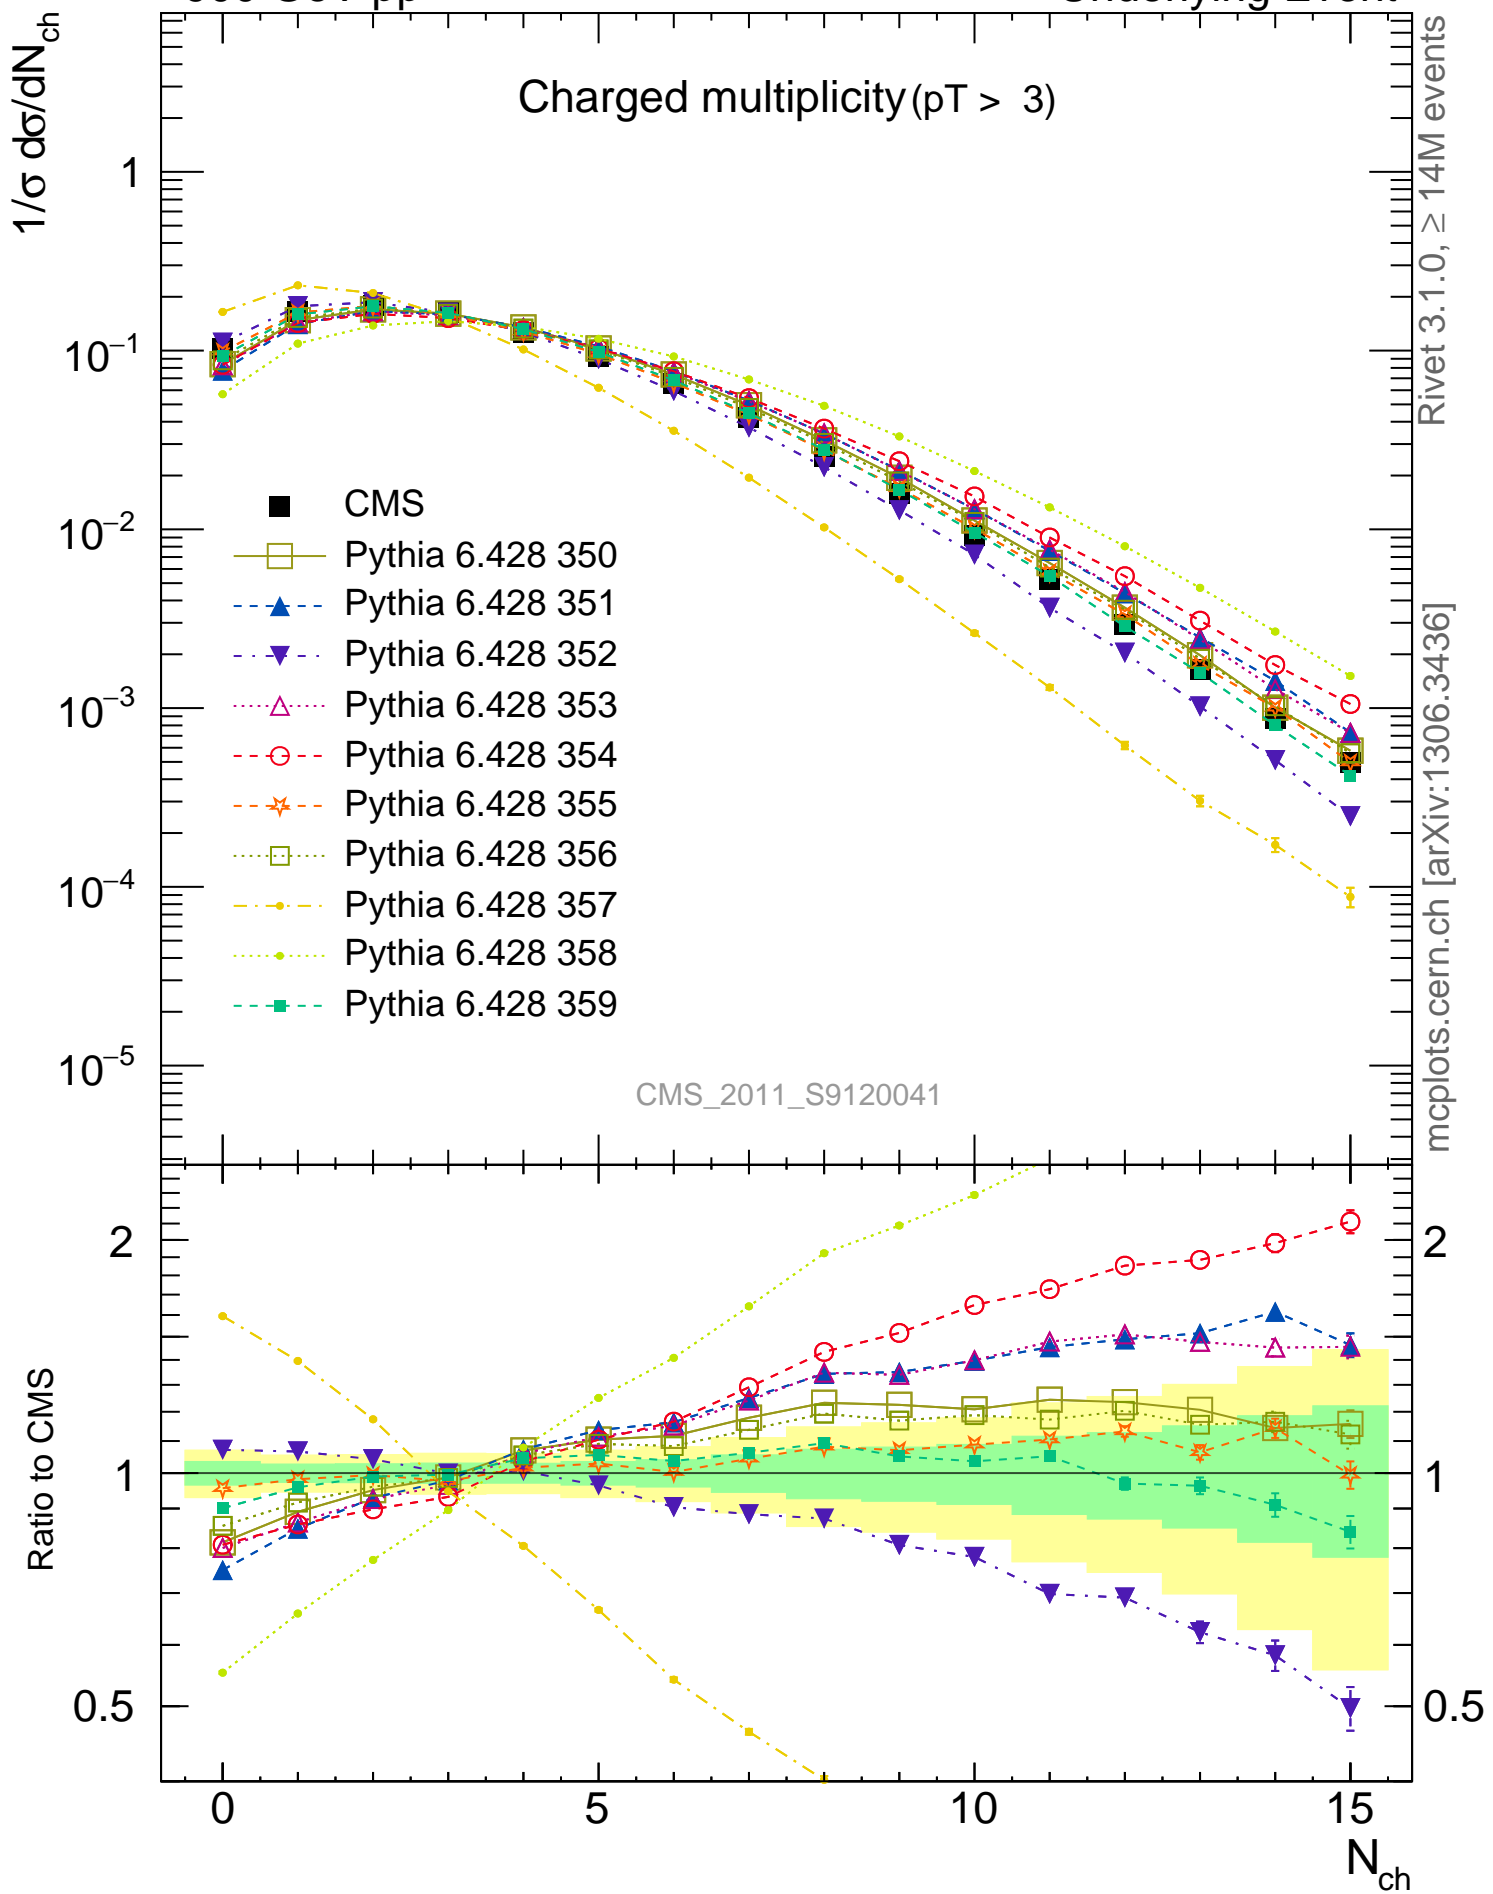 Underlying Event
1/σ dσ/dN_ch
Charged multiplicity (pT > 3)
1
10⁻¹
10⁻²
10⁻³
10⁻⁴
10⁻⁵
CMS
Pythia 6.428 350
Pythia 6.428 351
Pythia 6.428 352
Pythia 6.428 353
Pythia 6.428 354
Pythia 6.428 355
Pythia 6.428 356
Pythia 6.428 357
Pythia 6.428 358
Pythia 6.428 359
CMS_2011_S9120041
Rivet 3.1.0, ≥ 14M events
mcplots.cern.ch [arXiv:1306.3436]
Ratio to CMS
2
1
0.5
2
1
0.5
0 5 10 15
N_ch